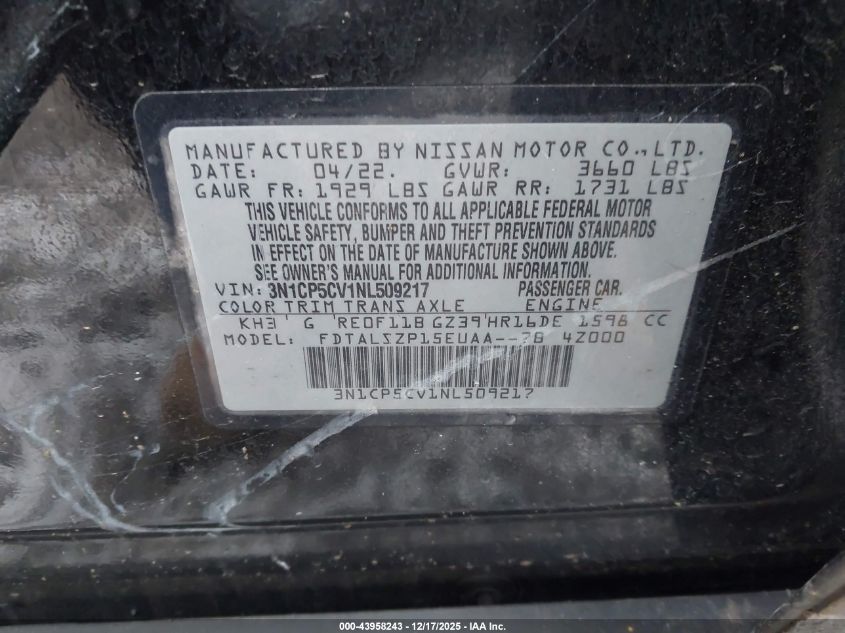 MANUFACTURED BY NISSAN MOTOR CO.,LTD.
DATE: 04/22. GVWR: 3660 LBS
GAWR FR: 1929 LBS GAWR RR: 1731 LBS
THIS VEHICLE CONFORMS TO ALL APPLICABLE FEDERAL MOTOR
VEHICLE SAFETY, BUMPER AND THEFT PREVENTION STANDARDS
IN EFFECT ON THE DATE OF MANUFACTURE SHOWN ABOVE.
SEE OWNER'S MANUAL FOR ADDITIONAL INFORMATION.
VIN: 3N1CP5CV1NL509217 PASSENGER CAR.
COLOR TRIM TRANS AXLE ENGINE
KH3 G RE0F11B GZ39 HR16DE 1598 CC
MODEL: FDTALSZP15EUAA--2B 4Z000
3N1CP5CV1NL509217
000-43958243 - 12/17/2025 - IAA Inc.